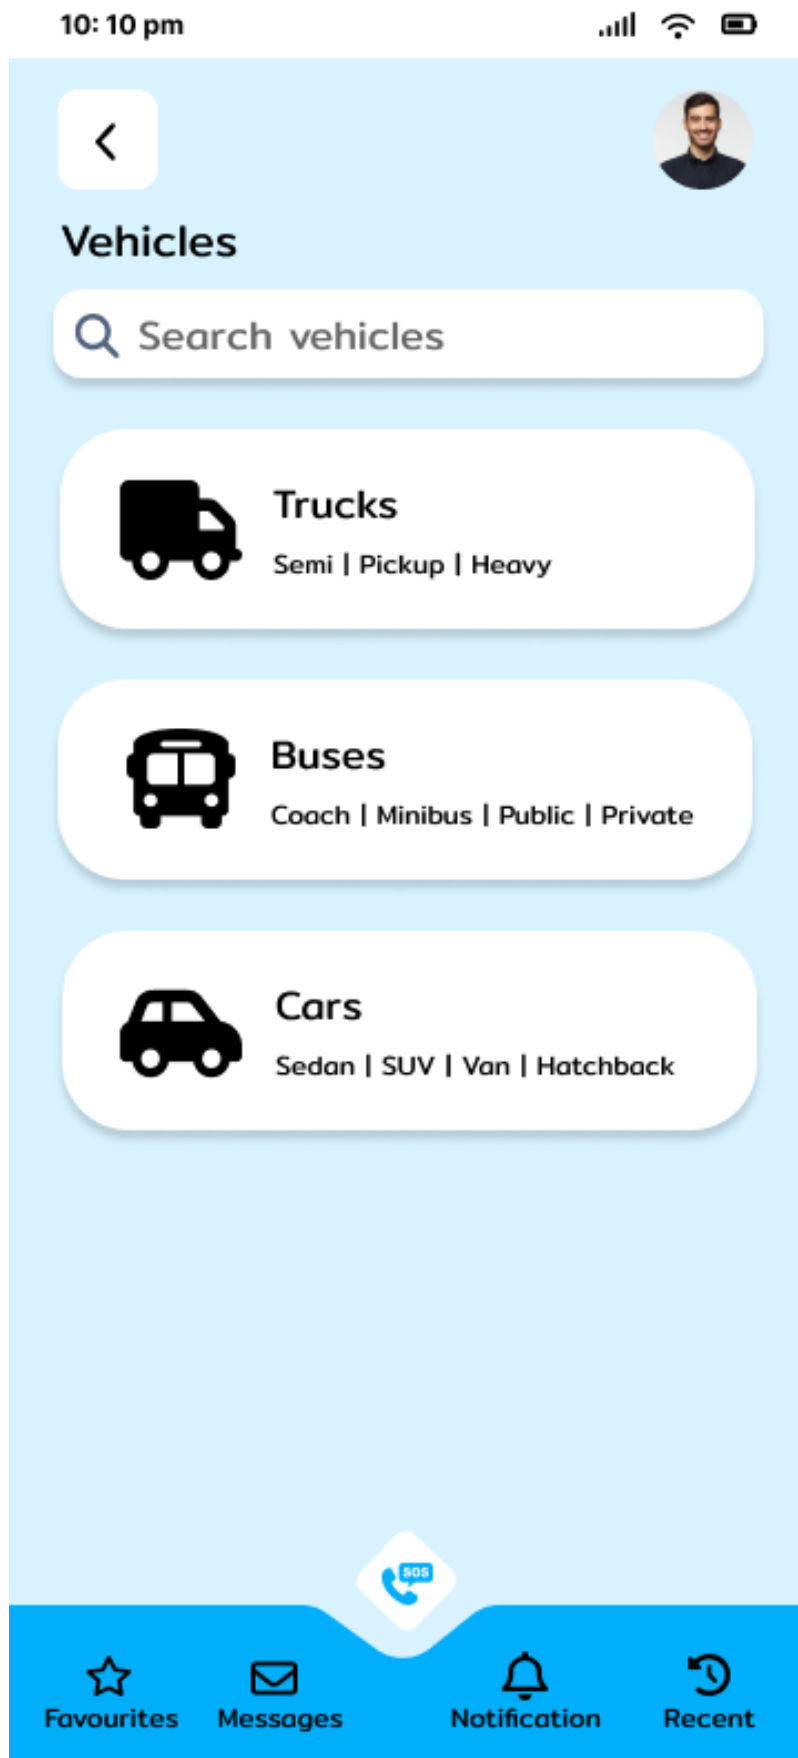 10: 10 pm
Vehicles
Search vehicles
Trucks
Semi | Pickup | Heavy
Buses
Coach | Minibus | Public | Private
Cars
Sedan | SUV | Van | Hatchback
SOS
Favourites Messages Notification Recent